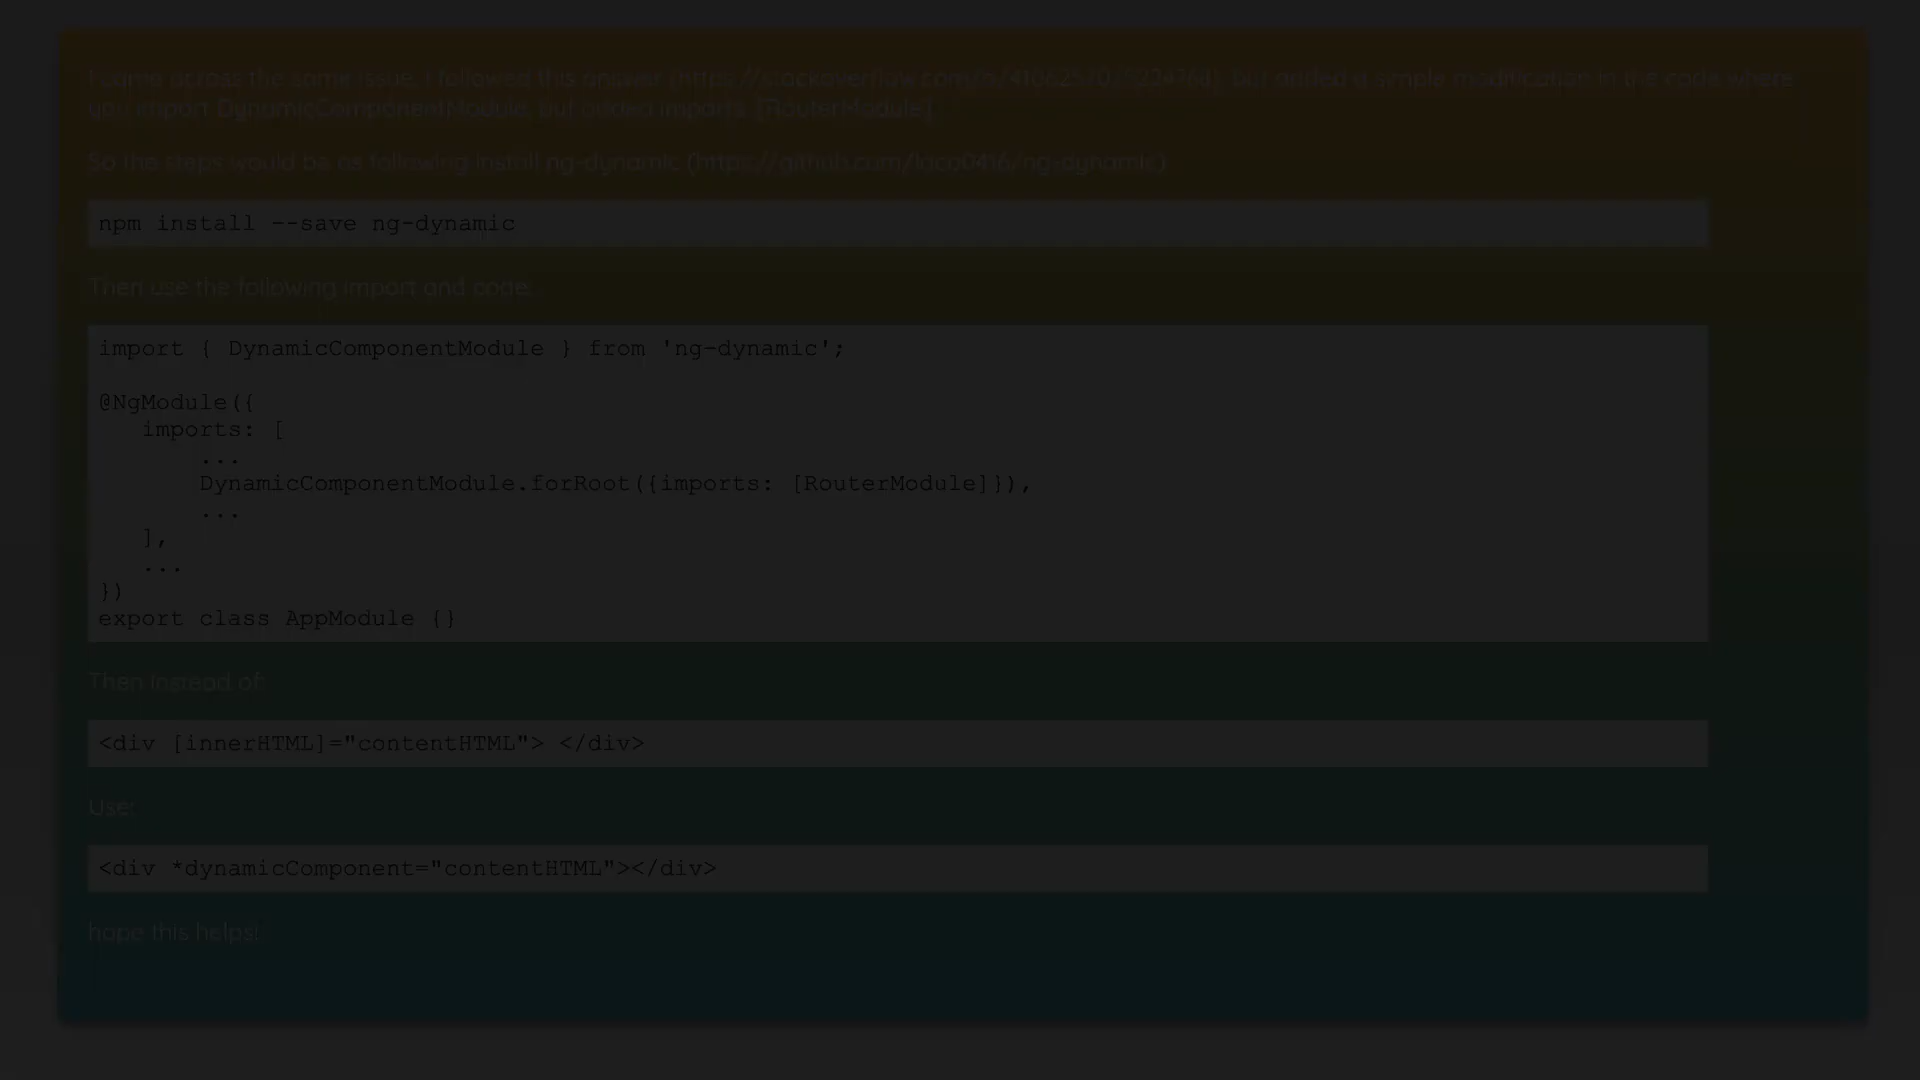 I came across the same issue, I followed this answer (https://stackoverflow.com/a/41662570/5224768), but added a simple modification in the code where
you import DynamicComponentModule, but added imports: [RouterModule]
So the steps would be as following install ng-dynamic (https://github.com/laco0416/ng-dynamic)
npm install --save ng-dynamic
Then use the following import and code:
import { DynamicComponentModule } from 'ng-dynamic';
@NgModule({
imports: [
...
DynamicComponentModule.forRoot({imports: [RouterModule]}),
...
],
...
})
export class AppModule {}
Then instead of:
<div [innerHTML]="contentHTML"> </div>
Use:
<div *dynamicComponent="contentHTML"></div>
hope this helps!